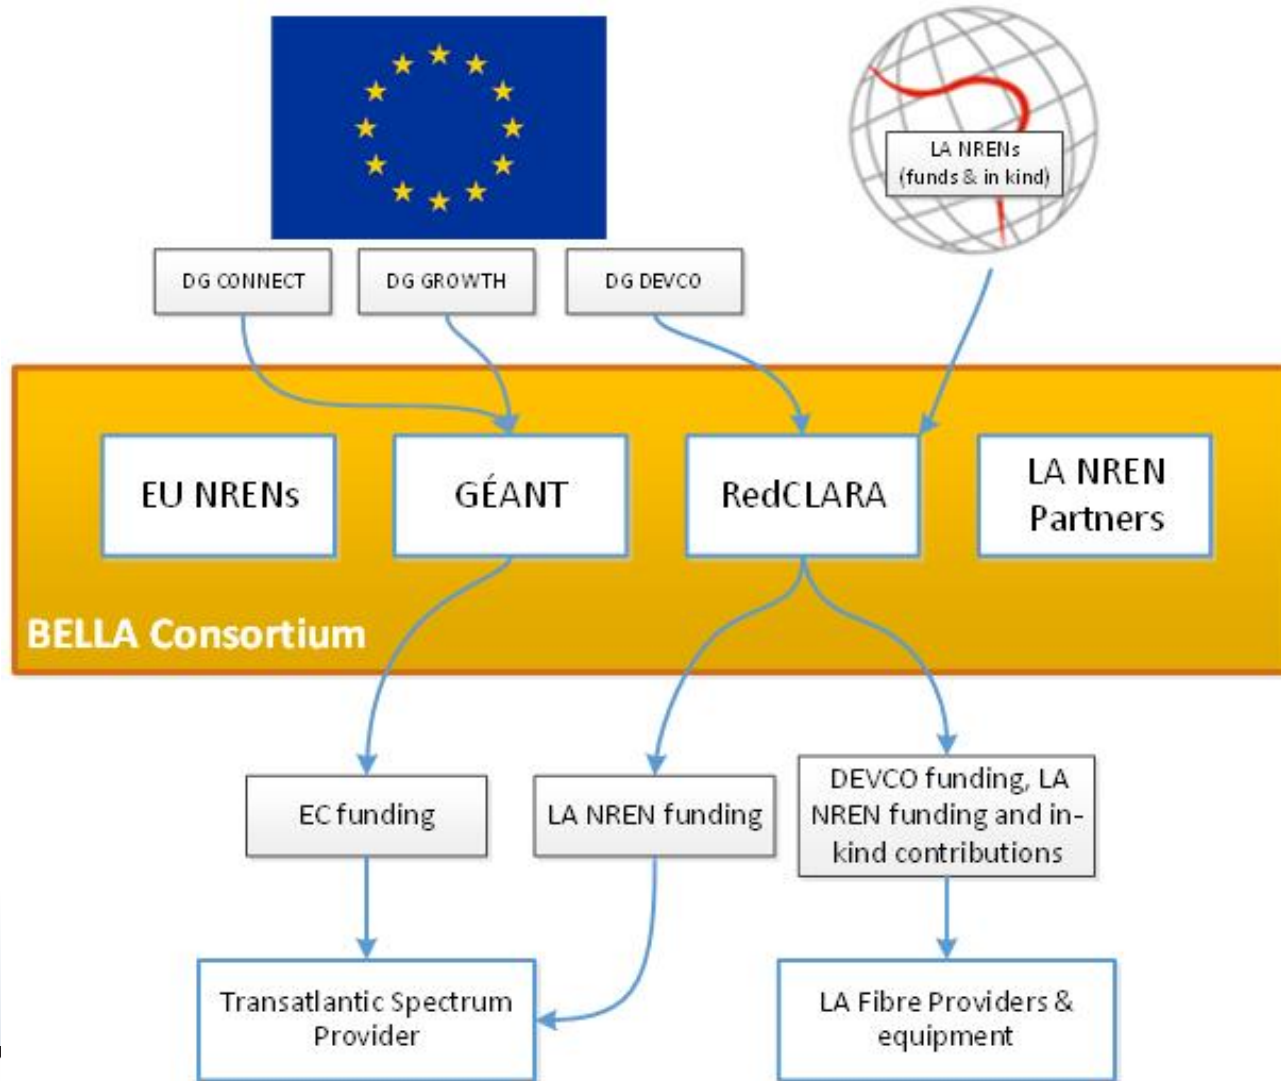 LA NRENs
(funds & in kind)
DG CONNECT
DG GROWTH
DG DEVCO
EU NRENs
GÉANT
RedCLARA
LA NREN
Partners
BELLA Consortium
EC funding
LA NREN funding
DEVCO funding, LA
NREN funding and in-
kind contributions
Transatlantic Spectrum
Provider
LA Fibre Providers &
equipment